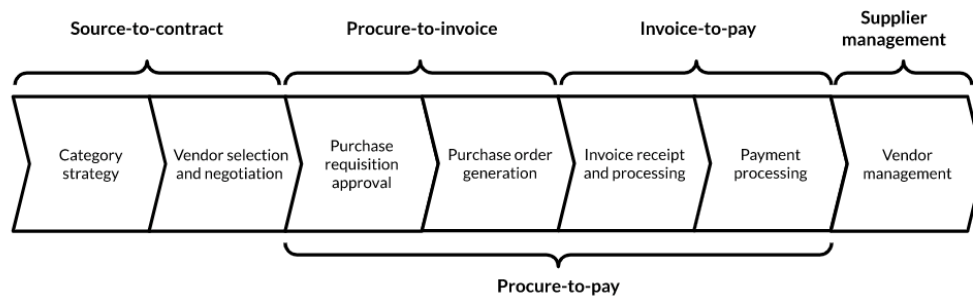 Source-to-contract
Procure-to-invoice
Invoice-to-pay
Supplier
management
Category
strategy
Vendor selection
and negotiation
Purchase
requisition
approval
Purchase order
generation
Invoice receipt
and processing
Payment
processing
Vendor
management
Procure-to-pay